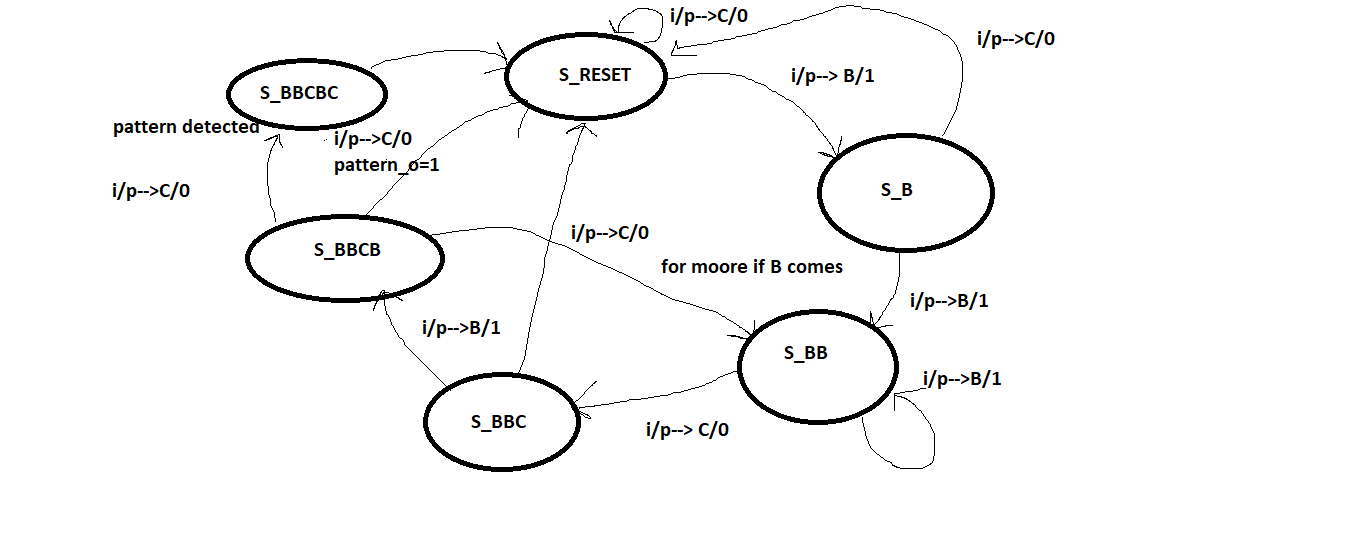 i/p-->C/0
i/p-->C/0
S_RESET
i/p--> B/1
S_BBCBC
pattern detected
i/p-->C/0
pattern_o=1
i/p-->C/0
S_B
S_BBCB
i/p-->C/0
for moore if B comes
i/p-->B/1
i/p-->B/1
S_BB
i/p-->B/1
S_BBC
i/p--> C/0